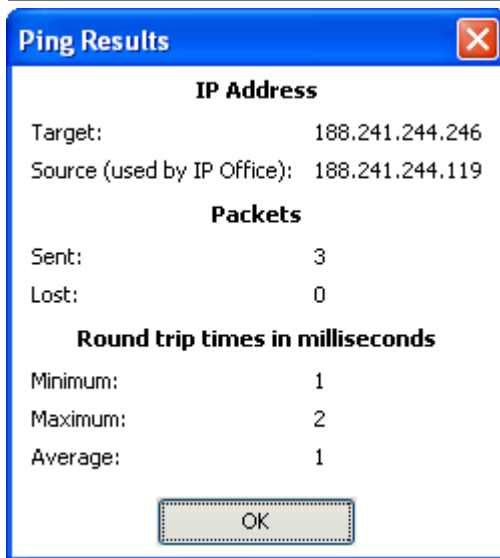 Ping Results
IP Address
Target: 188.241.244.246
Source (used by IP Office): 188.241.244.119
Packets
Sent: 3
Lost: 0
Round trip times in milliseconds
Minimum: 1
Maximum: 2
Average: 1
OK